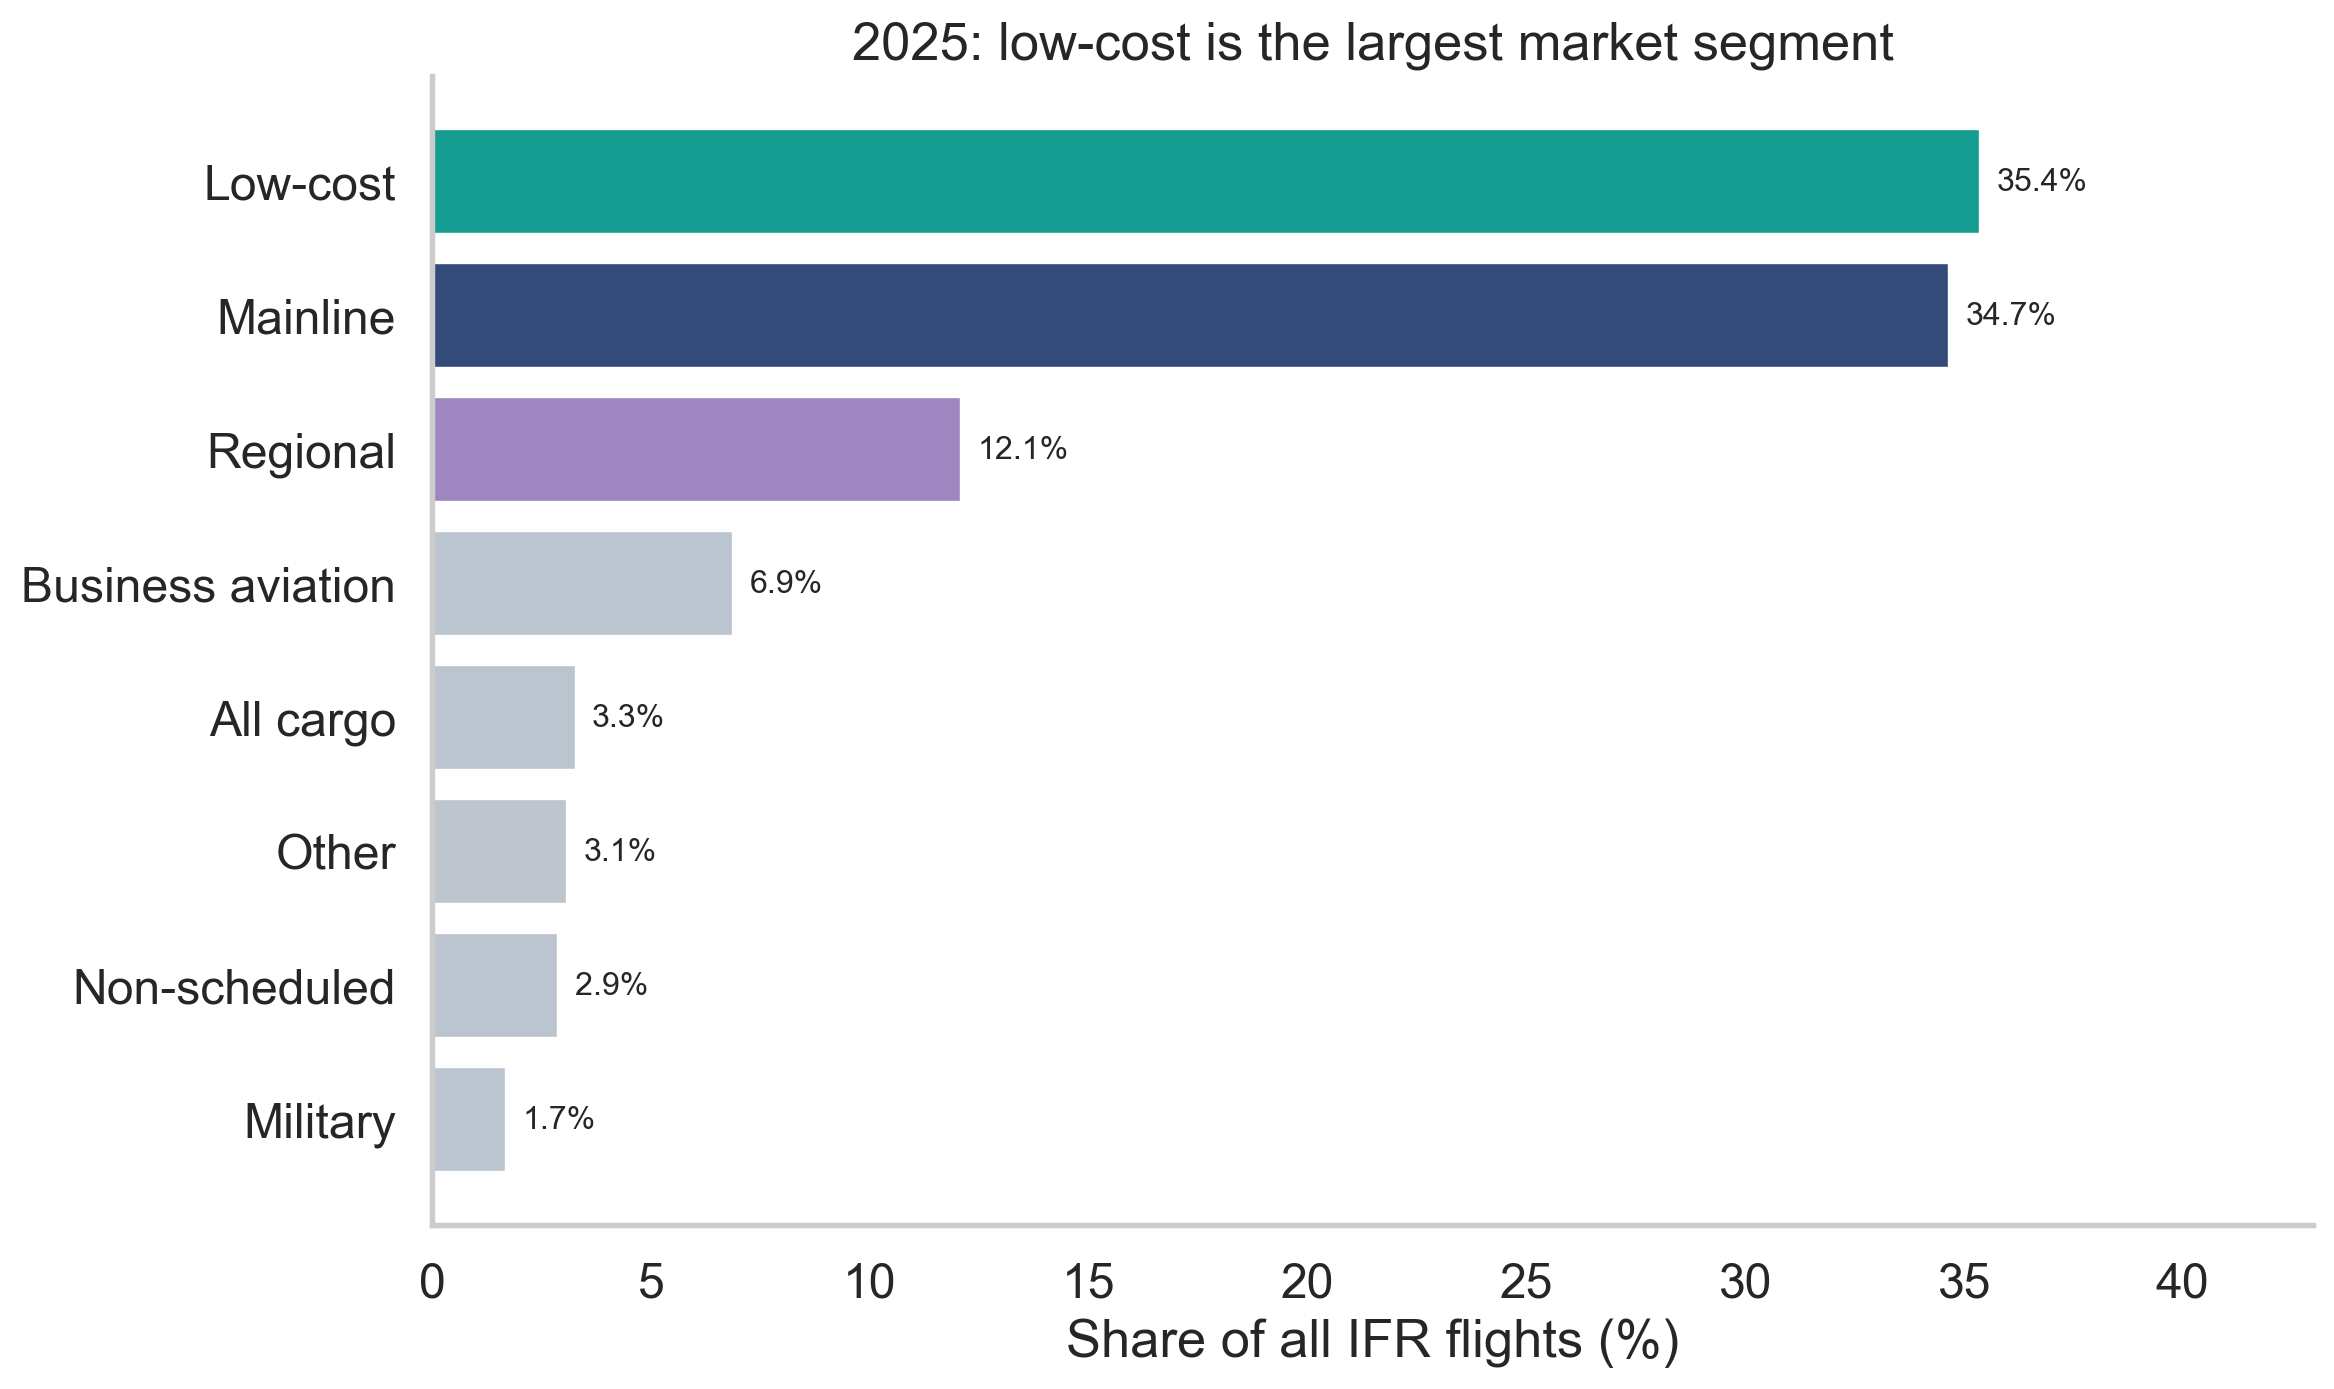 2025: low-cost is the largest market segment
Low-cost 35.4%
Mainline 34.7%
Regional 12.1%
Business aviation 6.9%
All cargo 3.3%
Other 3.1%
Non-scheduled 2.9%
Military 1.7%
0 5 10 15 20 25 30 35 40
Share of all IFR flights (%)